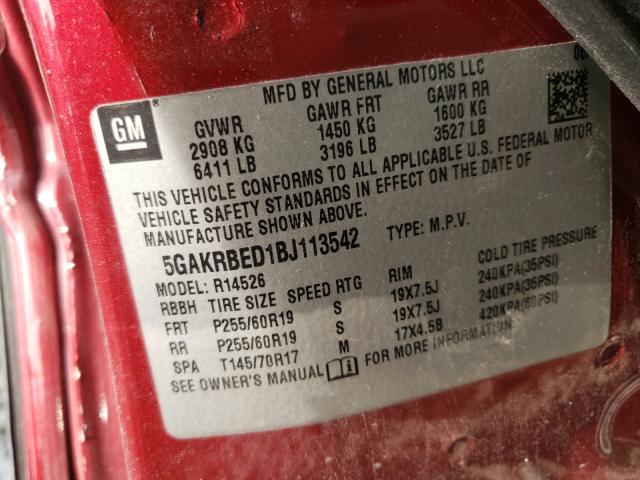 MFD BY GENERAL MOTORS LLC
GM
GVWR GAWR FRT GAWR RR
2908 KG 1450 KG 1600 KG
6411 LB 3196 LB 3527 LB
THIS VEHICLE CONFORMS TO ALL APPLICABLE U.S. FEDERAL MOTOR
VEHICLE SAFETY STANDARDS IN EFFECT ON THE DATE OF
MANUFACTURE SHOWN ABOVE.
5GAKRBED1BJ113542 TYPE: M.P.V.
MODEL: R14526
RBBH TIRE SIZE SPEED RTG RIM COLD TIRE PRESSURE
FRT P255/60R19 S 19X7.5J 240KPA(35PSI)
RR P255/60R19 S 19X7.5J 240KPA(35PSI)
SPA T145/70R17 M 17X4.5B 420KPA(60PSI)
SEE OWNER'S MANUAL FOR MORE INFORMATION.